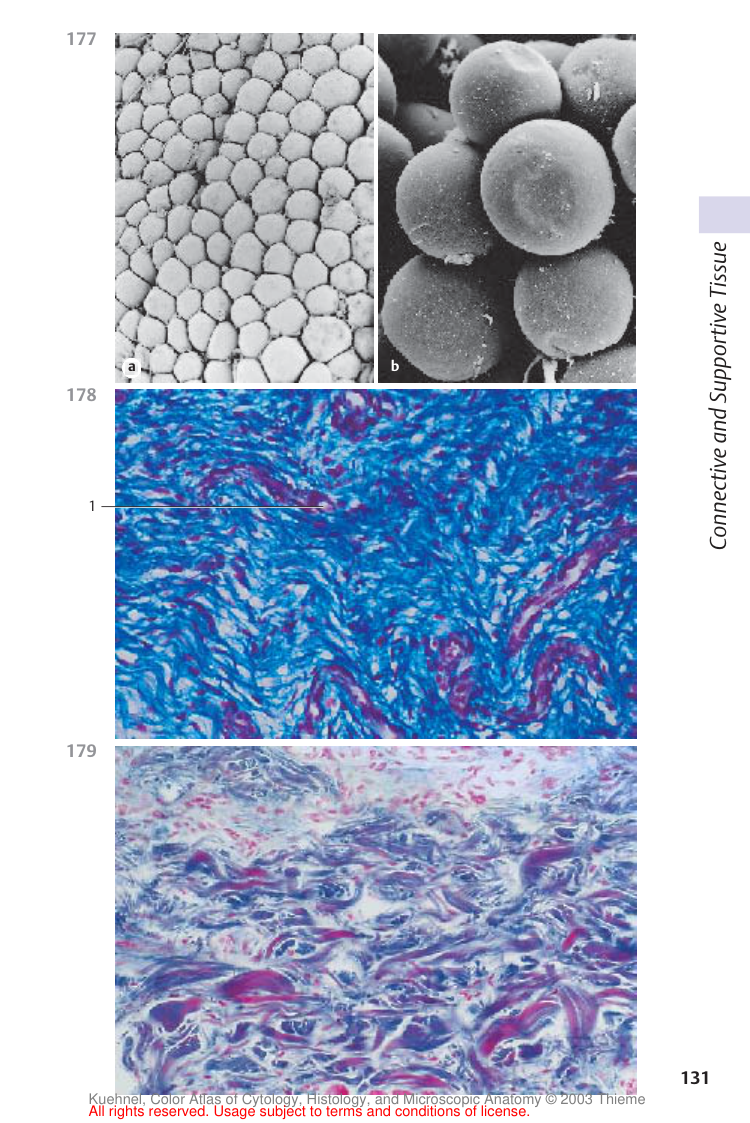 177
a
b
178
1
179
Connective and Supportive Tissue
131
Kuehnel, Color Atlas of Cytology, Histology, and Microscopic Anatomy © 2003 Thieme
All rights reserved. Usage subject to terms and conditions of license.